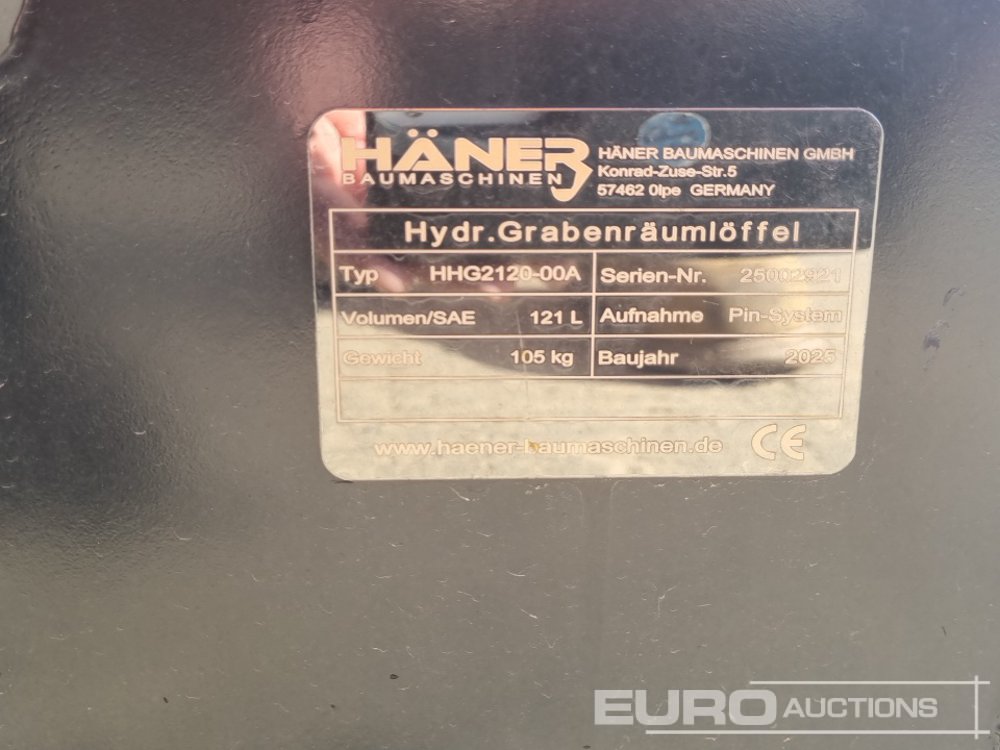 HÄNER
BAUMASCHINEN
HÄNER BAUMASCHINEN GMBH
Konrad-Zuse-Str.5
57462 Olpe GERMANY
Hydr.Grabenräumlöffel
Typ HHG2120-00A Serien-Nr. 25002921
Volumen/SAE 121 L Aufnahme Pin-System
Gewicht 105 kg Baujahr 2025
www.haener-baumaschinen.de CE
EURO AUCTIONS